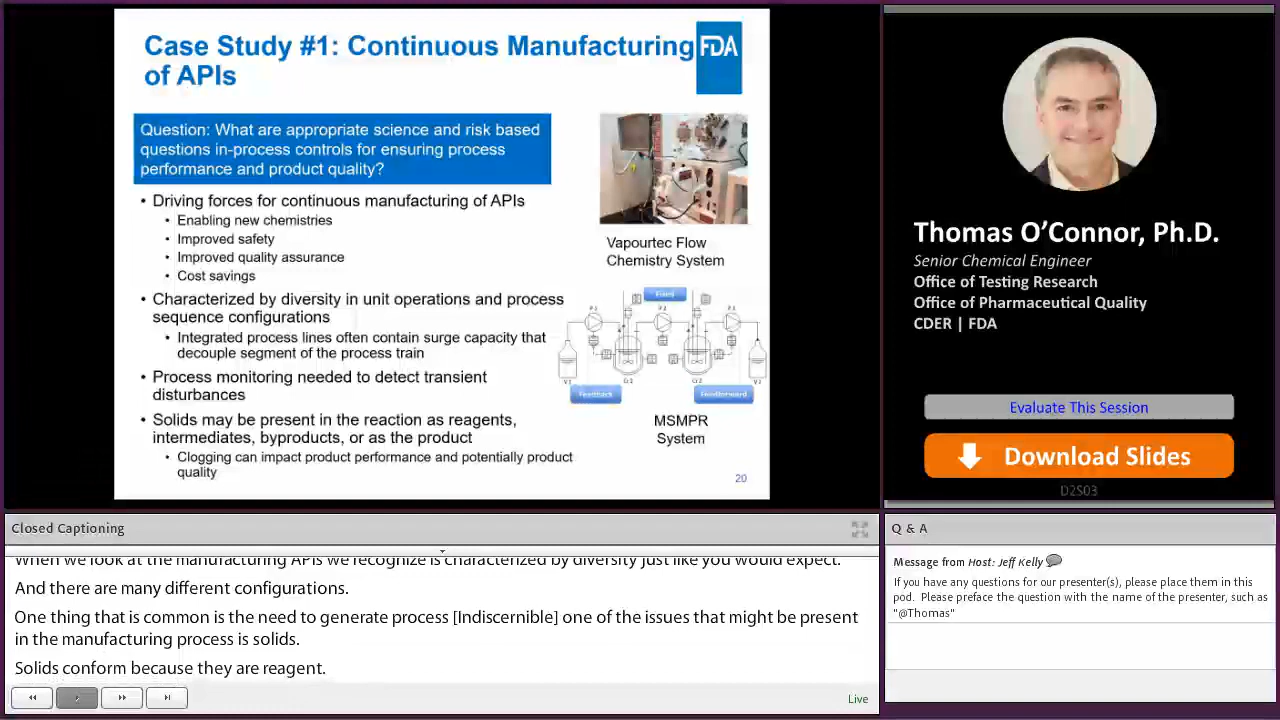 Case Study #1: Continuous Manufacturing
of APIs
FDA
Question: What are appropriate science and risk based
questions in-process controls for ensuring process
performance and product quality?
• Driving forces for continuous manufacturing of APIs
• Enabling new chemistries
• Improved safety
• Improved quality assurance
• Cost savings
• Characterized by diversity in unit operations and process
sequence configurations
• Integrated process lines often contain surge capacity that
decouple segment of the process train
• Process monitoring needed to detect transient
disturbances
• Solids may be present in the reaction as reagents,
intermediates, byproducts, or as the product
• Clogging can impact product performance and potentially product
quality
Vapourtec Flow
Chemistry System
Feedback
Feedforward
MSMPR
System
20
Thomas O’Connor, Ph.D.
Senior Chemical Engineer
Office of Testing Research
Office of Pharmaceutical Quality
CDER | FDA
Evaluate This Session
Download Slides
D2S03
Closed Captioning
When we look at the manufacturing APIs we recognize is characterized by diversity just like you would expect.
And there are many different configurations.
One thing that is common is the need to generate process [Indiscernible] one of the issues that might be present
in the manufacturing process is solids.
Solids conform because they are reagent.
Live
Q & A
Message from Host: Jeff Kelly
If you have any questions for our presenter(s), please place them in this
pod. Please preface the question with the name of the presenter, such as
"@Thomas"